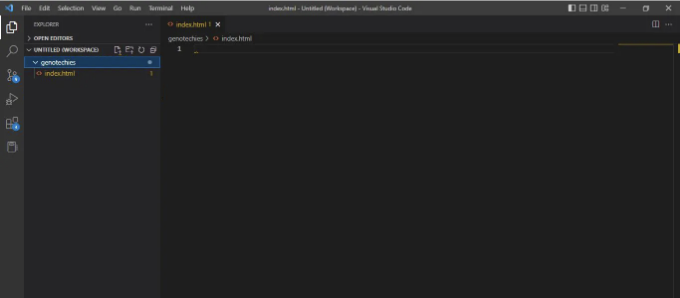 File Edit Selection View Go Run Terminal Help
index.html - Untitled (Workspace) - Visual Studio Code
EXPLORER
OPEN EDITORS
UNTITLED (WORKSPACE)
genotechies
index.html 1
index.html 1
genotechies > index.html
1